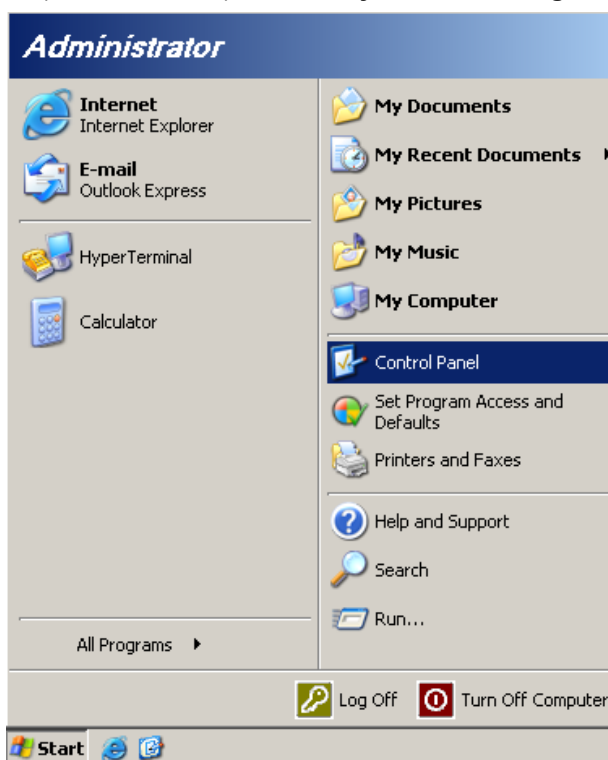 Administrator
Internet
Internet Explorer
E-mail
Outlook Express
HyperTerminal
Calculator
All Programs
My Documents
My Recent Documents
My Pictures
My Music
My Computer
Control Panel
Set Program Access and
Defaults
Printers and Faxes
Help and Support
Search
Run...
Log Off
Turn Off Computer
Start